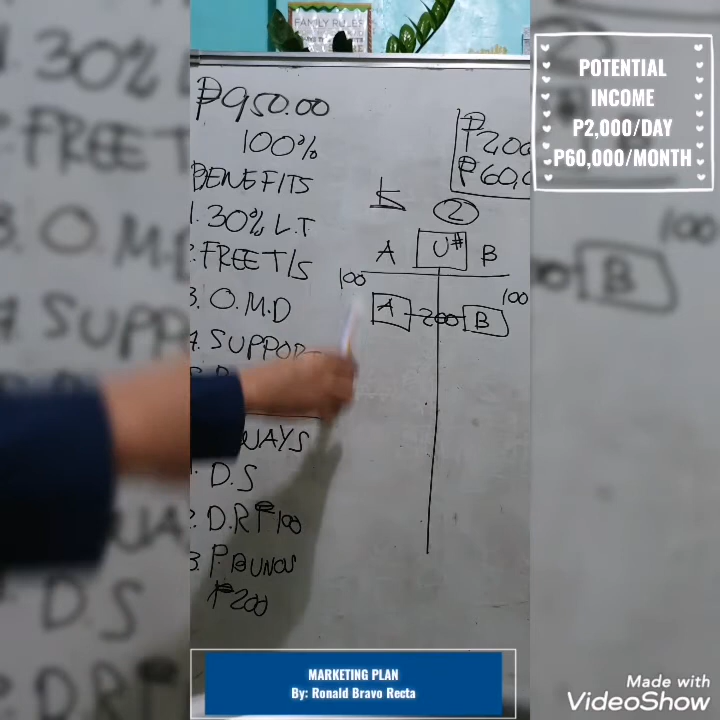 FAMILY RULES
₱950.00
100%
BENEFITS
1. 30% L.T
2. FREE T/S
3. O.M.D
4. SUPPORT
WAYS
D.S
2. D.R ₱100
3. P. BUNOS
₱200
₱2,00
₱60,0
2
A U# B
100
100
A 200 B
POTENTIAL
INCOME
P2,000/DAY
P60,000/MONTH
MARKETING PLAN
By: Ronald Bravo Recta
Made with
VideoShow